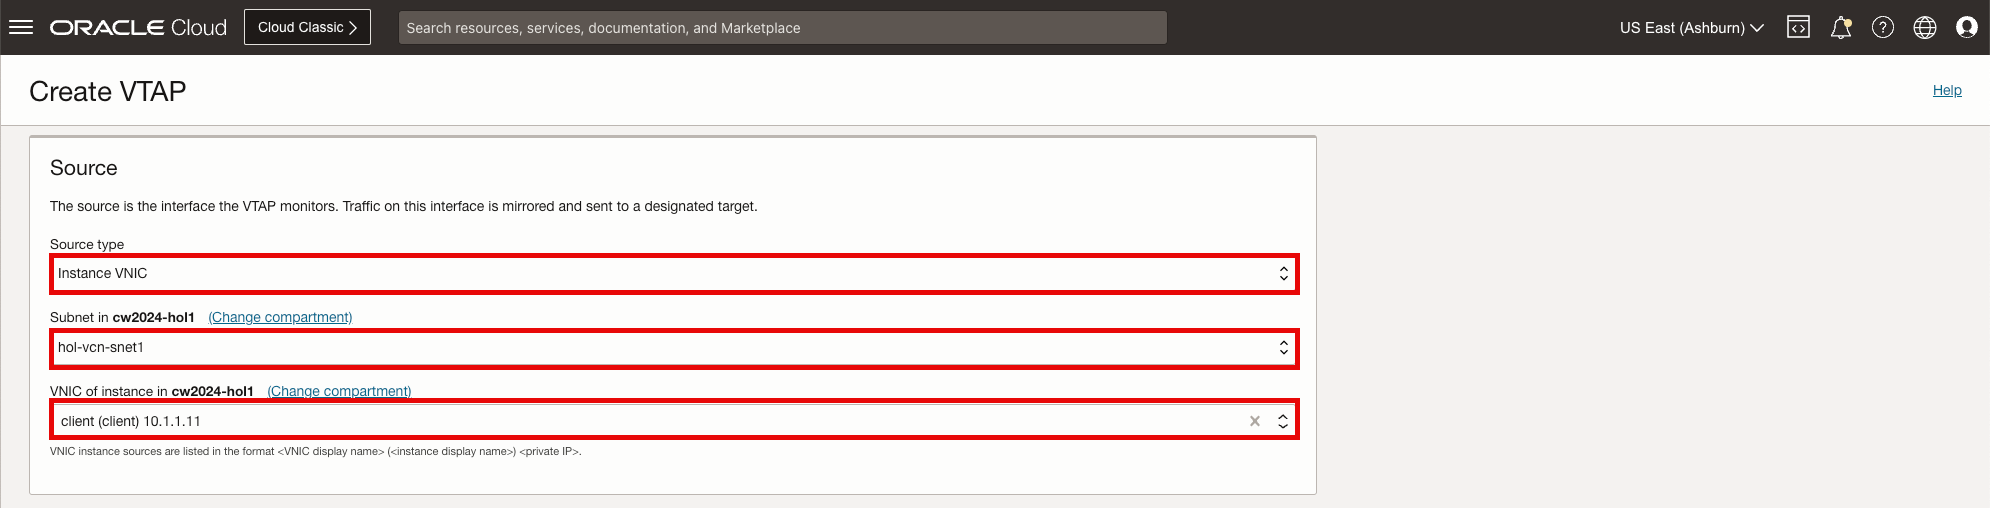 ORACLE Cloud
Cloud Classic
Search resources, services, documentation, and Marketplace
US East (Ashburn)
Create VTAP
Help
Source
The source is the interface the VTAP monitors. Traffic on this interface is mirrored and sent to a designated target.
Source type
Instance VNIC
Subnet in cw2024-hol1 (Change compartment)
hol-vcn-snet1
VNIC of instance in cw2024-hol1 (Change compartment)
client (client) 10.1.1.11
VNIC instance sources are listed in the format <VNIC display name> (<instance display name>) <private IP>.